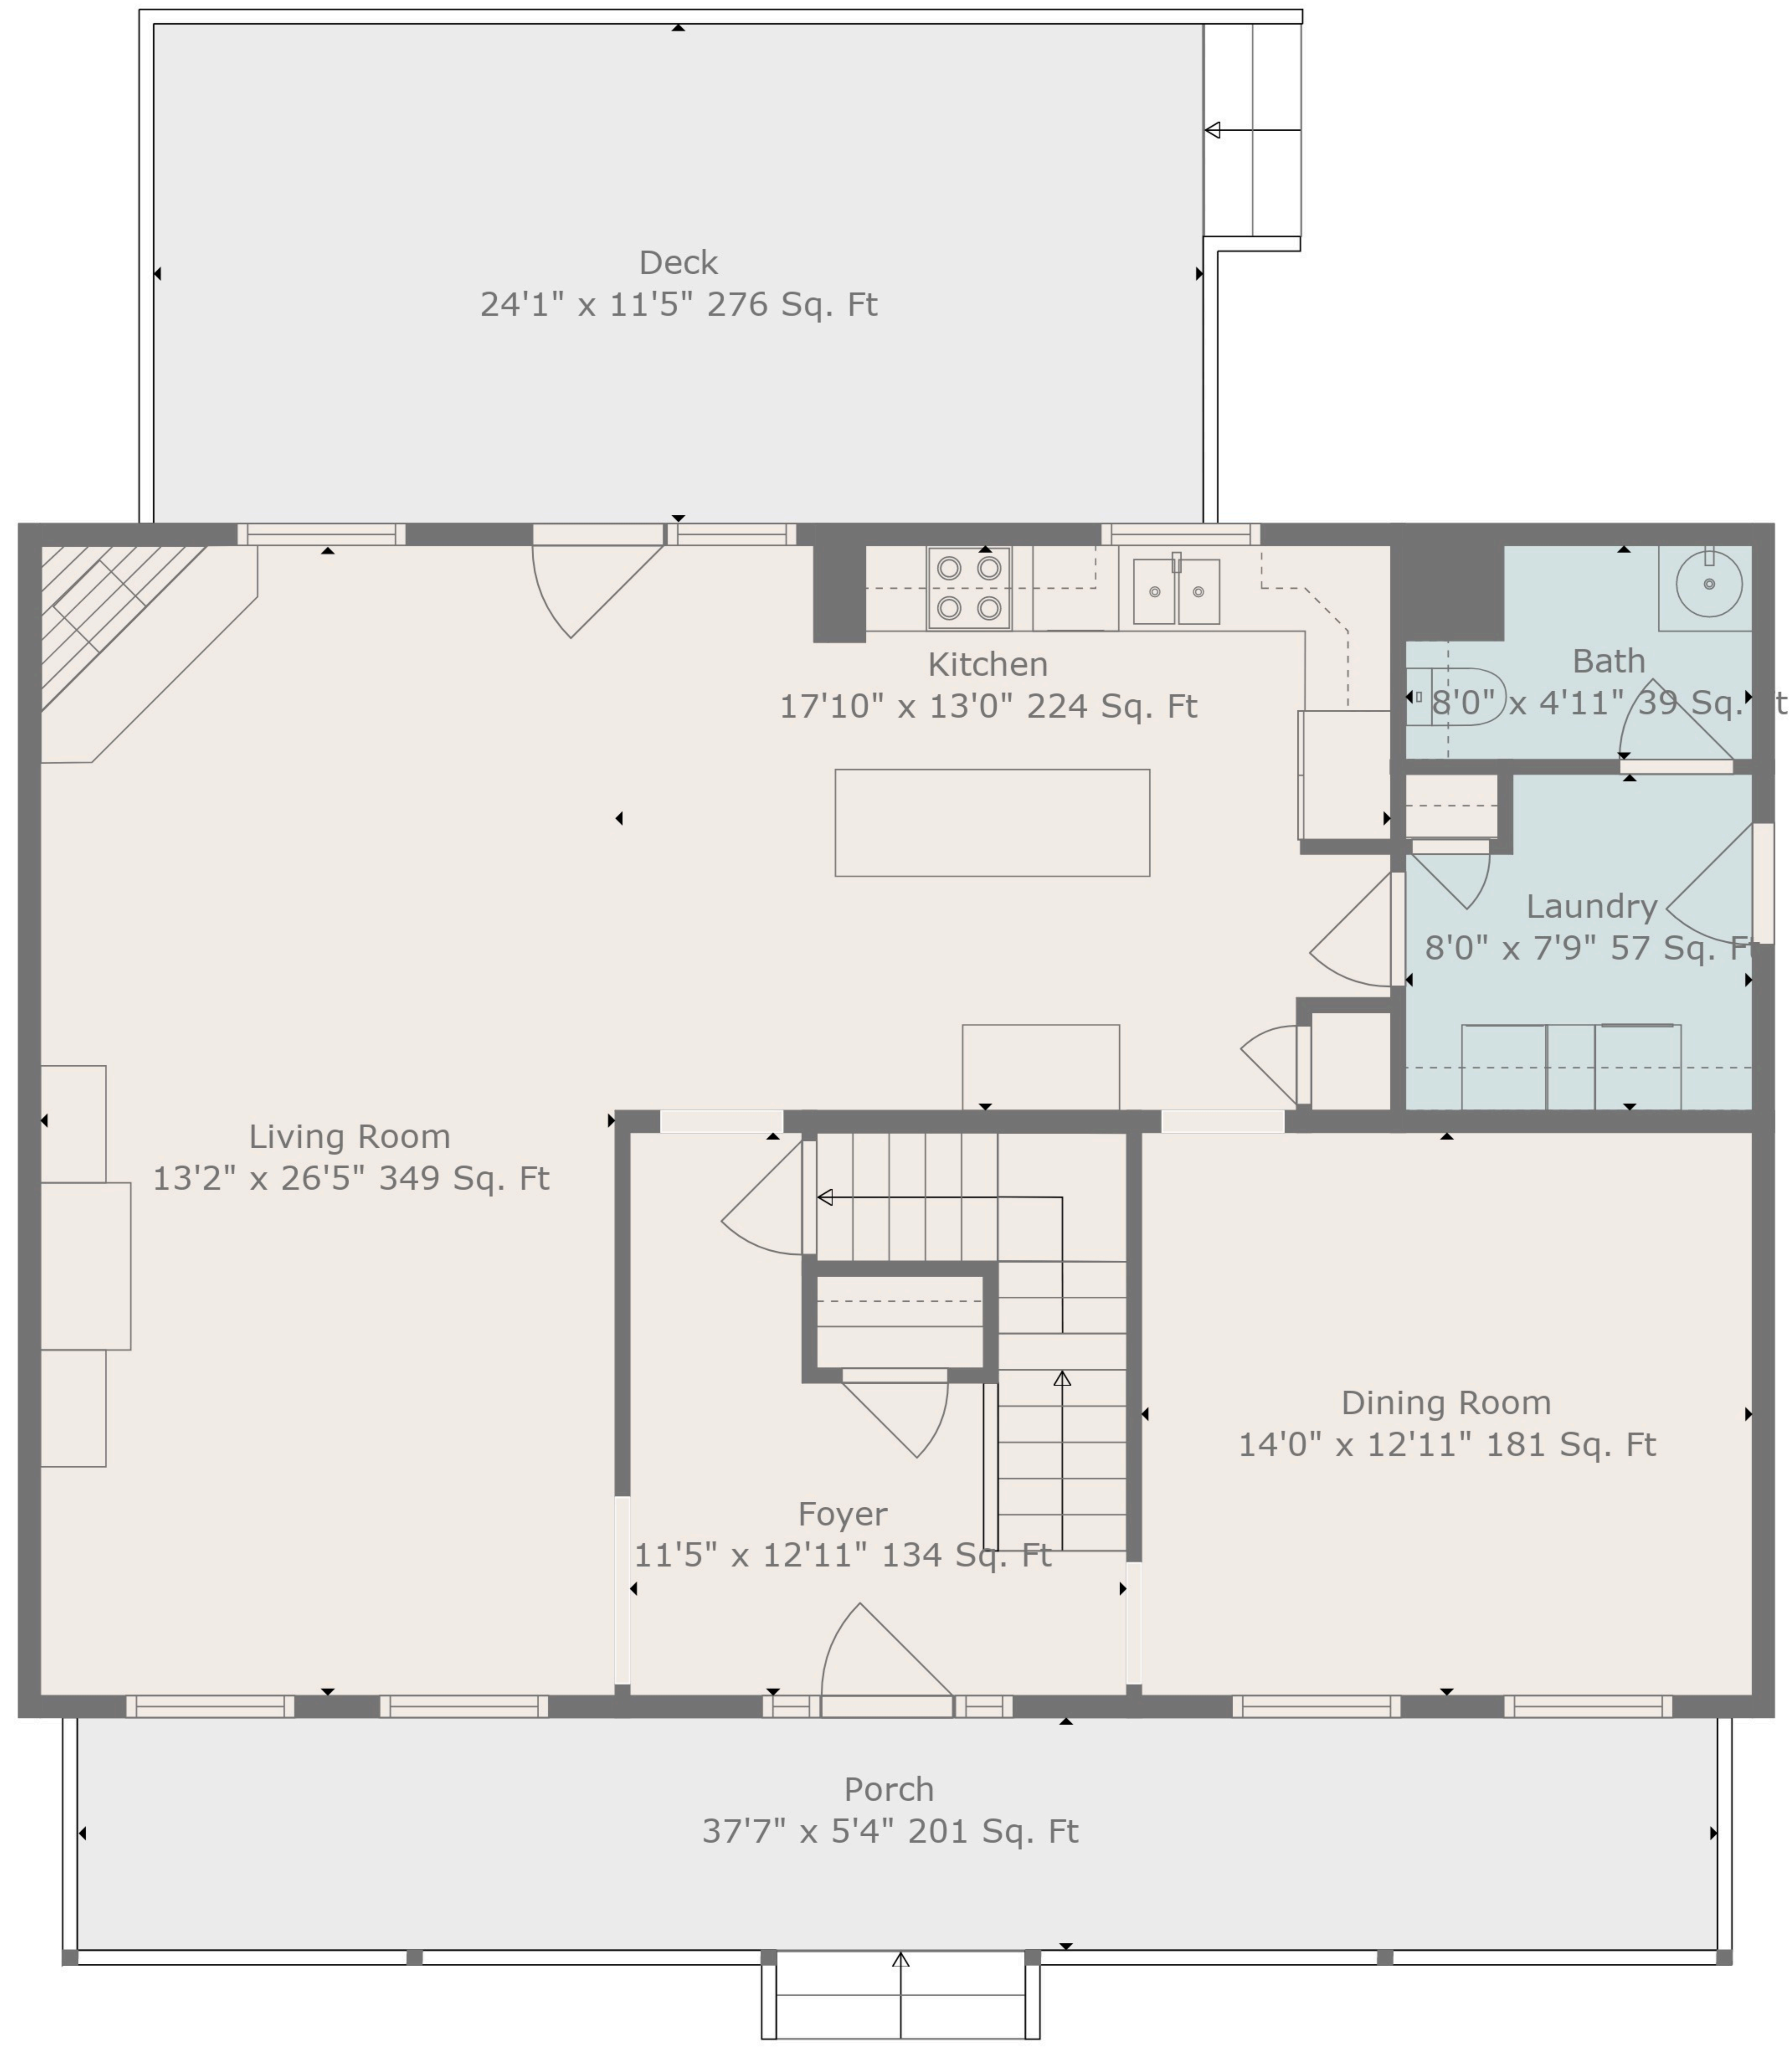 Deck
24'1" x 11'5" 276 Sq. Ft
Kitchen
17'10" x 13'0" 224 Sq. Ft
Bath
8'0" x 4'11" 39 Sq. Ft
Laundry
8'0" x 7'9" 57 Sq. Ft
Living Room
13'2" x 26'5" 349 Sq. Ft
Dining Room
14'0" x 12'11" 181 Sq. Ft
Foyer
11'5" x 12'11" 134 Sq. Ft
Porch
37'7" x 5'4" 201 Sq. Ft